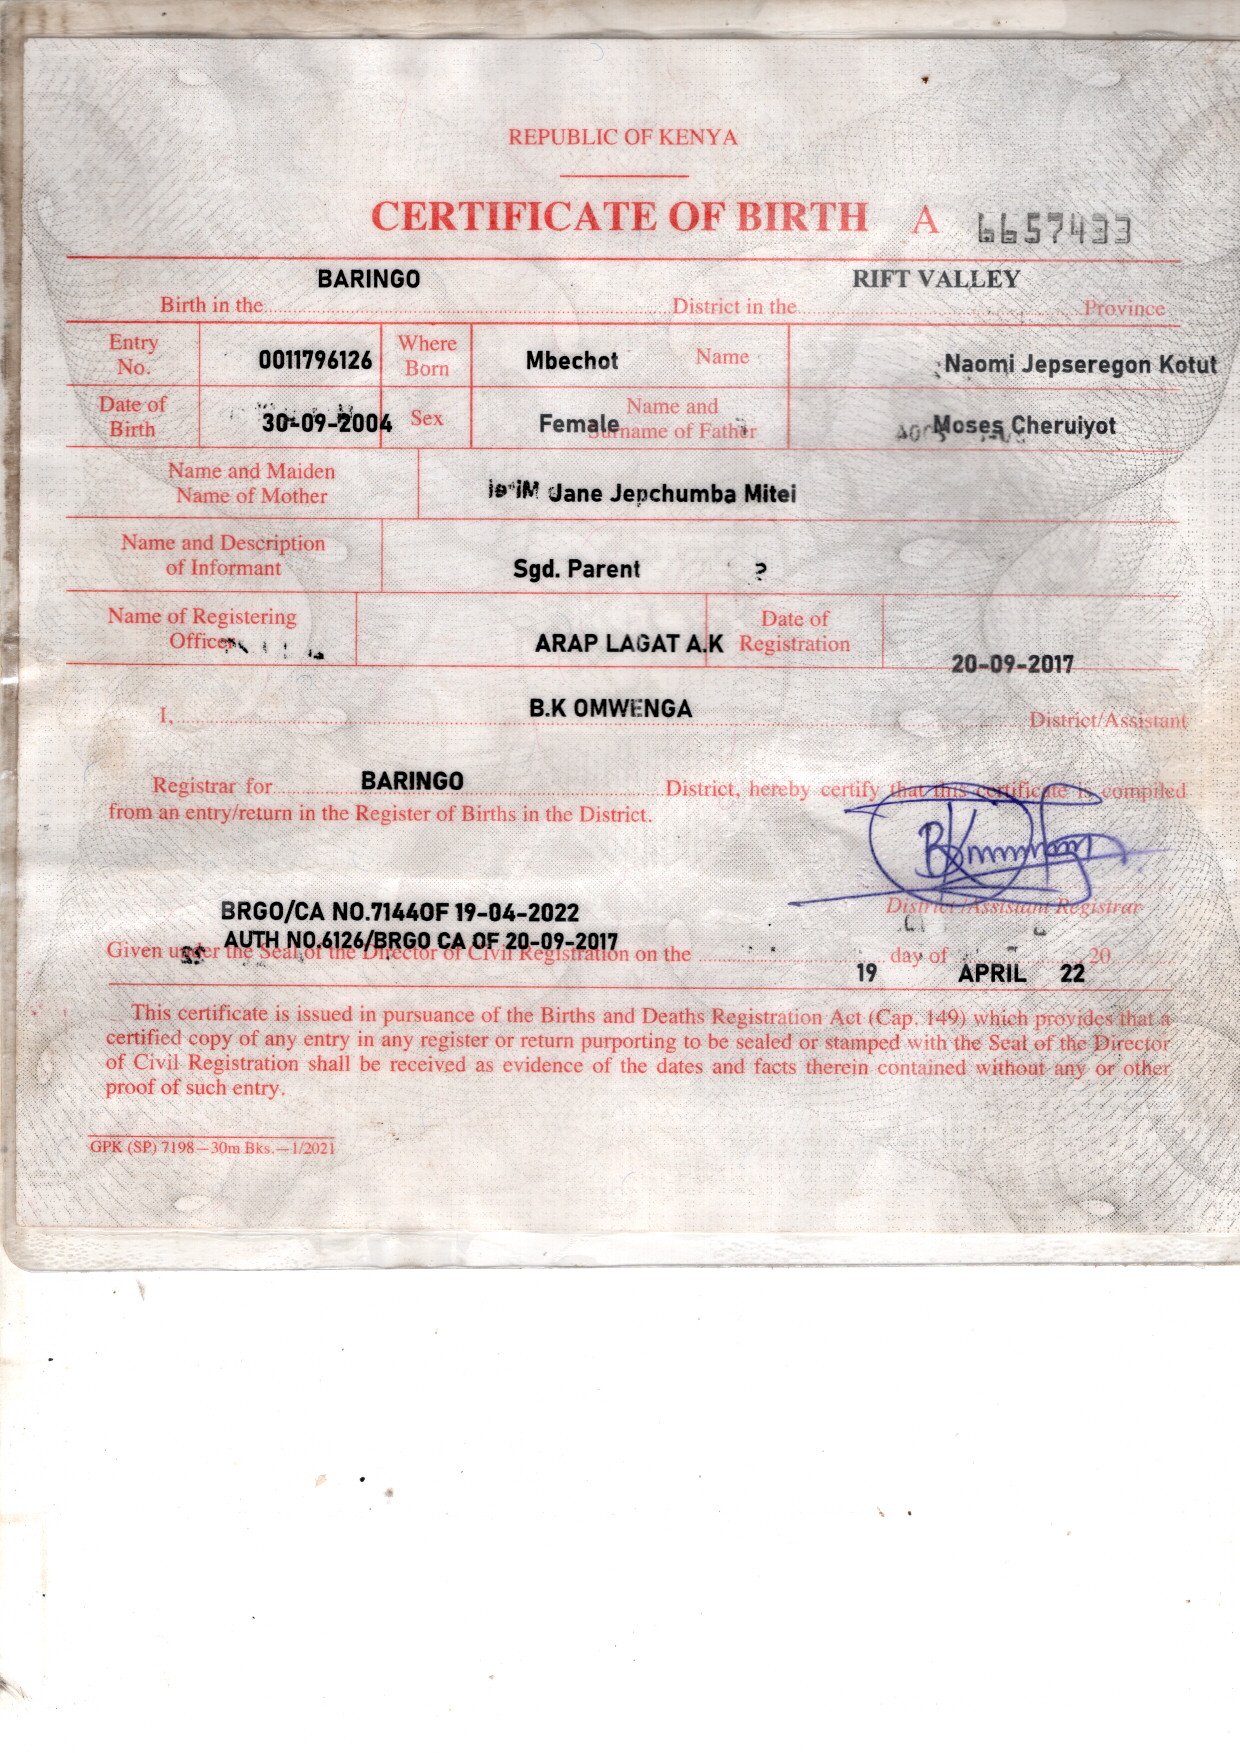 REPUBLIC OF KENYA
CERTIFICATE OF BIRTH A 6657433
BARINGO RIFT VALLEY
Birth in the District in the Province
Entry No. 0011796126 Where Born Mbechot Name Naomi Jepseregon Kotut
Date of Birth 30-09-2004 Sex Female Name and Surname of Father Moses Cheruiyot
Name and Maiden Name of Mother Jane Jepchumba Mitei
Name and Description of Informant Sgd. Parent ?
Name of Registering Officer ARAP LAGAT A.K Date of Registration 20-09-2017
I, B.K OMWENGA District/Assistant
Registrar for BARINGO District, hereby certify that this certificate is compiled
from an entry/return in the Register of Births in the District.
District/Assistant Registrar
BRGO/CA NO.7144OF 19-04-2022
AUTH NO.6126/BRGO CA OF 20-09-2017
Given under the Seal of the Director of Civil Registration on the day of 20
19 APRIL 22
This certificate is issued in pursuance of the Births and Deaths Registration Act (Cap. 149) which provides that a
certified copy of any entry in any register or return purporting to be sealed or stamped with the Seal of the Director
of Civil Registration shall be received as evidence of the dates and facts therein contained without any or other
proof of such entry.
GPK (SP) 7198—30m Bks.—1/2021